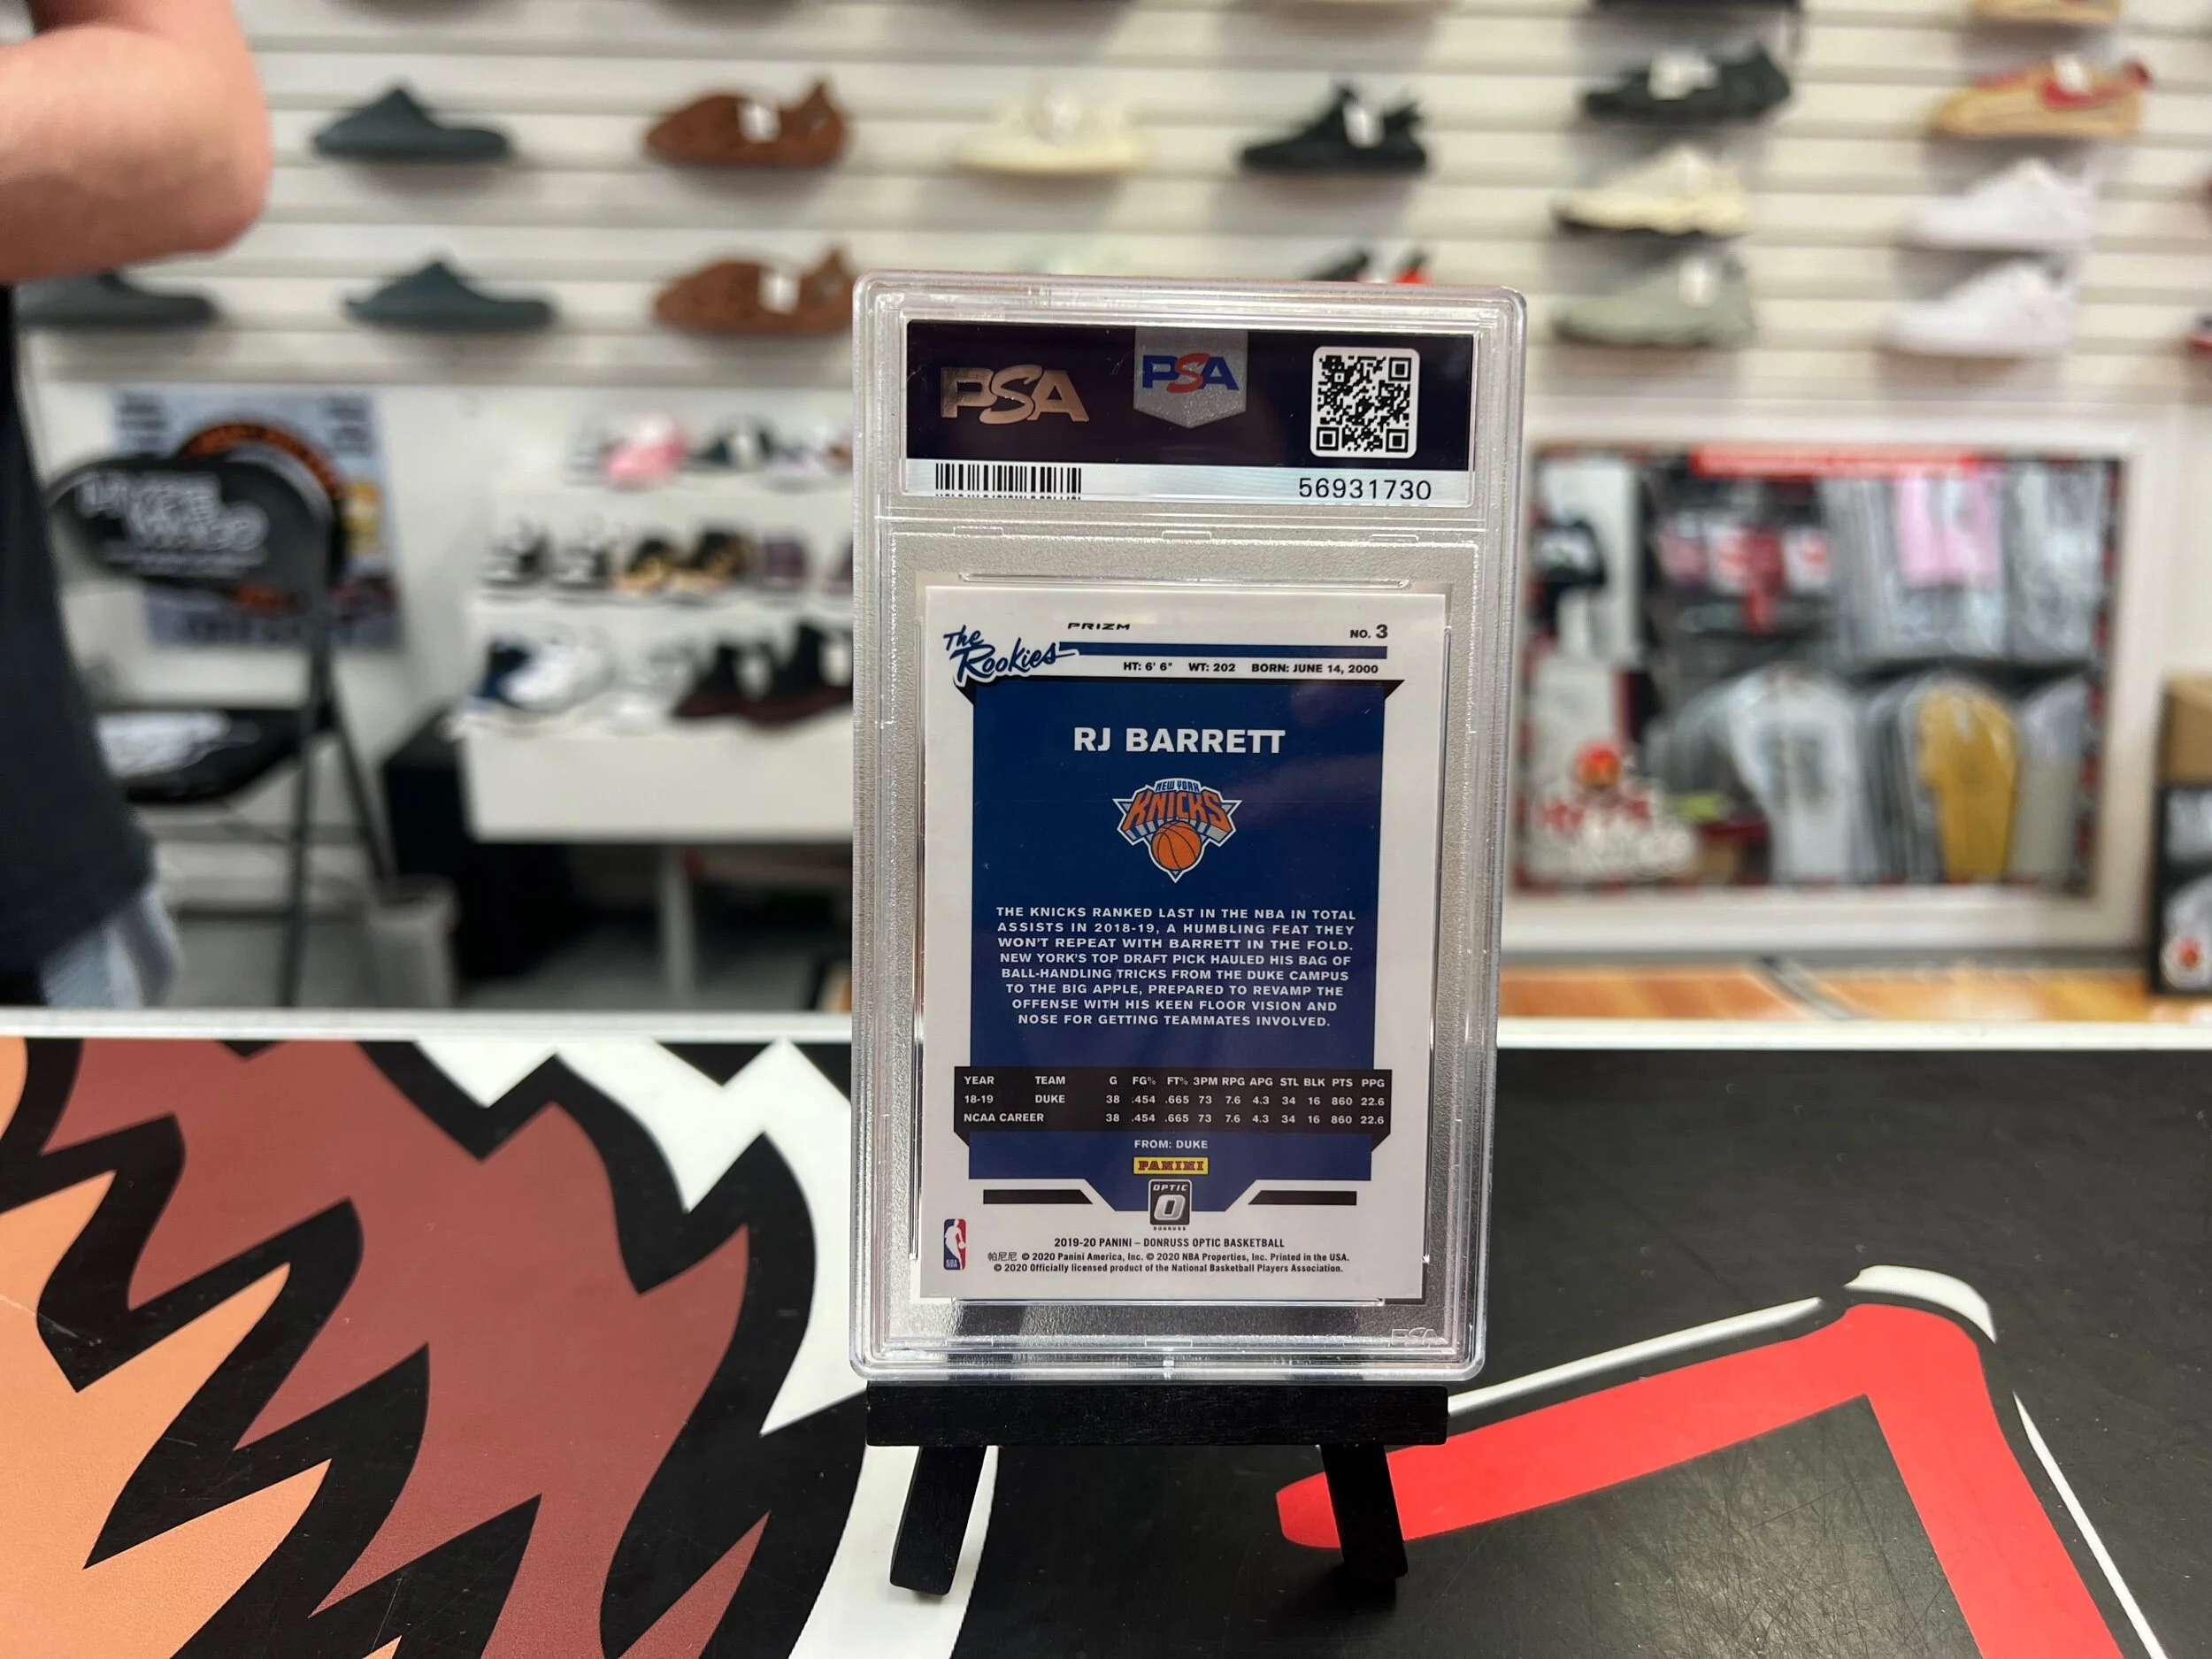 PSA
PSA
56931730
PRIZM
The Rookies
NO. 3
HT: 6' 6" WT: 202 BORN: JUNE 14, 2000
RJ BARRETT
NEW YORK
KNICKS
THE KNICKS RANKED LAST IN THE NBA IN TOTAL
ASSISTS IN 2018-19, A HUMBLING FEAT THEY
WON'T REPEAT WITH BARRETT IN THE FOLD.
NEW YORK'S TOP DRAFT PICK HAULED HIS BAG OF
BALL-HANDLING TRICKS FROM THE DUKE CAMPUS
TO THE BIG APPLE, PREPARED TO REVAMP THE
OFFENSE WITH HIS KEEN FLOOR VISION AND
NOSE FOR GETTING TEAMMATES INVOLVED.
YEAR TEAM G FG% FT% 3PM RPG APG STL BLK PTS PPG
18-19 DUKE 38 .454 .665 73 7.6 4.3 34 16 860 22.6
NCAA CAREER 38 .454 .665 73 7.6 4.3 34 16 860 22.6
FROM: DUKE
PANINI
OPTIC
DONRUSS
NBA
2019-20 PANINI – DONRUSS OPTIC BASKETBALL
帕尼尼 © 2020 Panini America, Inc. © 2020 NBA Properties, Inc. Printed in the USA.
© 2020 Officially licensed product of the National Basketball Players Association.
PSA